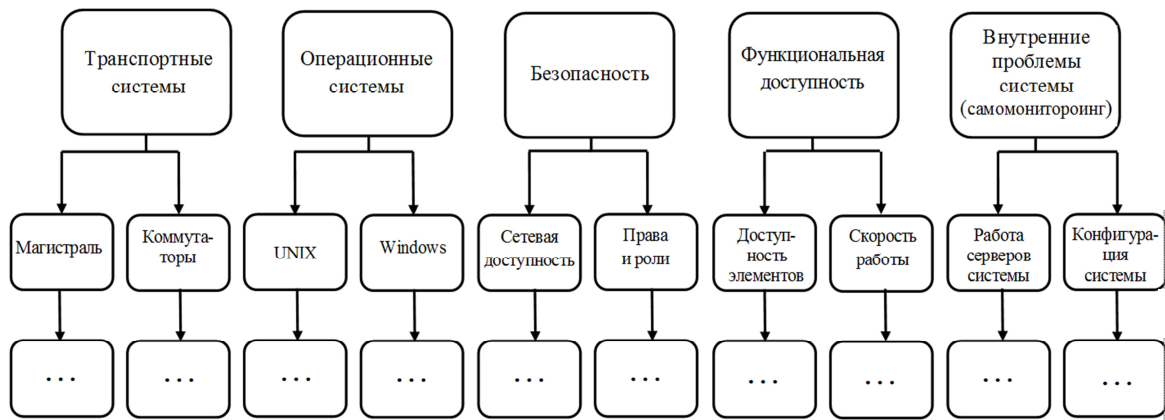 Транспортные
системы
Операционные
системы
Безопасность
Функциональная
доступность
Внутренние
проблемы
системы
(самомонитороинг)
Магистраль
Коммута-
торы
UNIX
Windows
Сетевая
доступность
Права
и роли
Доступ-
ность
элементов
Скорость
работы
Работа
серверов
системы
Конфигура-
ция
системы
...
...
...
...
...
...
...
...
...
...